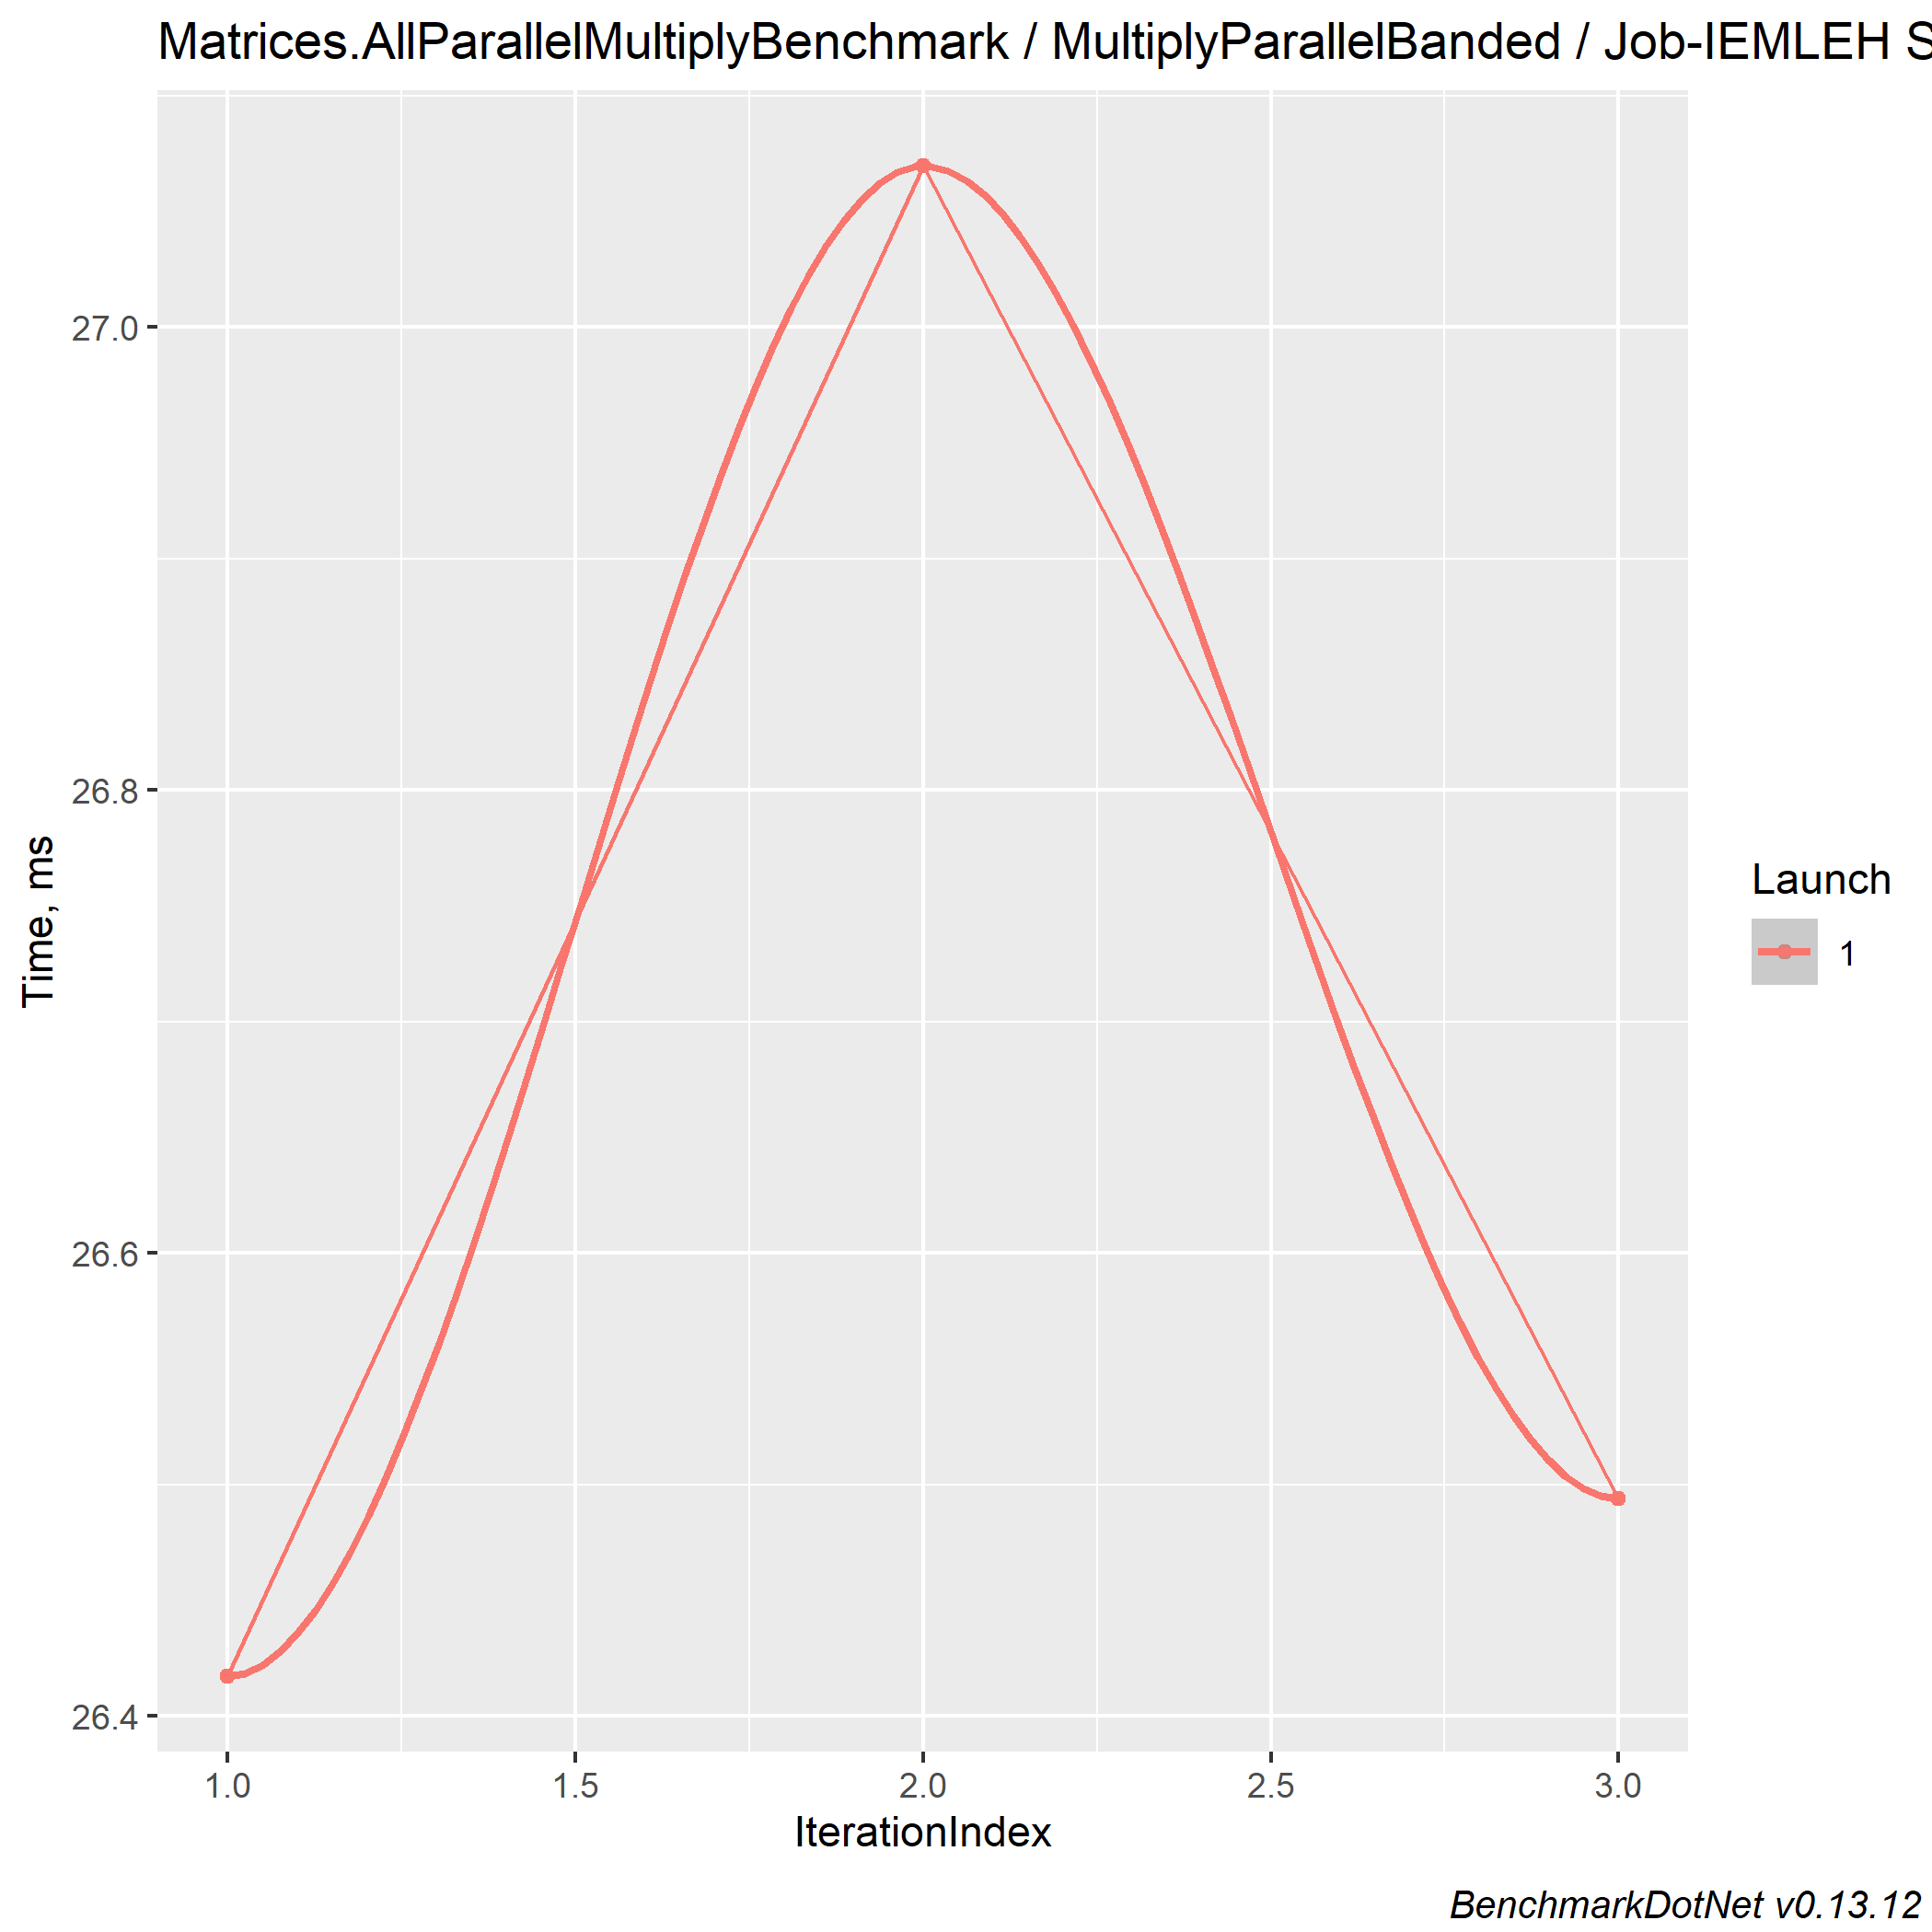 Matrices.AllParallelMultiplyBenchmark / MultiplyParallelBanded / Job-IEMLEH S
27.0
26.8
26.6
26.4
Time, ms
1.0 1.5 2.0 2.5 3.0
IterationIndex
Launch
1
BenchmarkDotNet v0.13.12